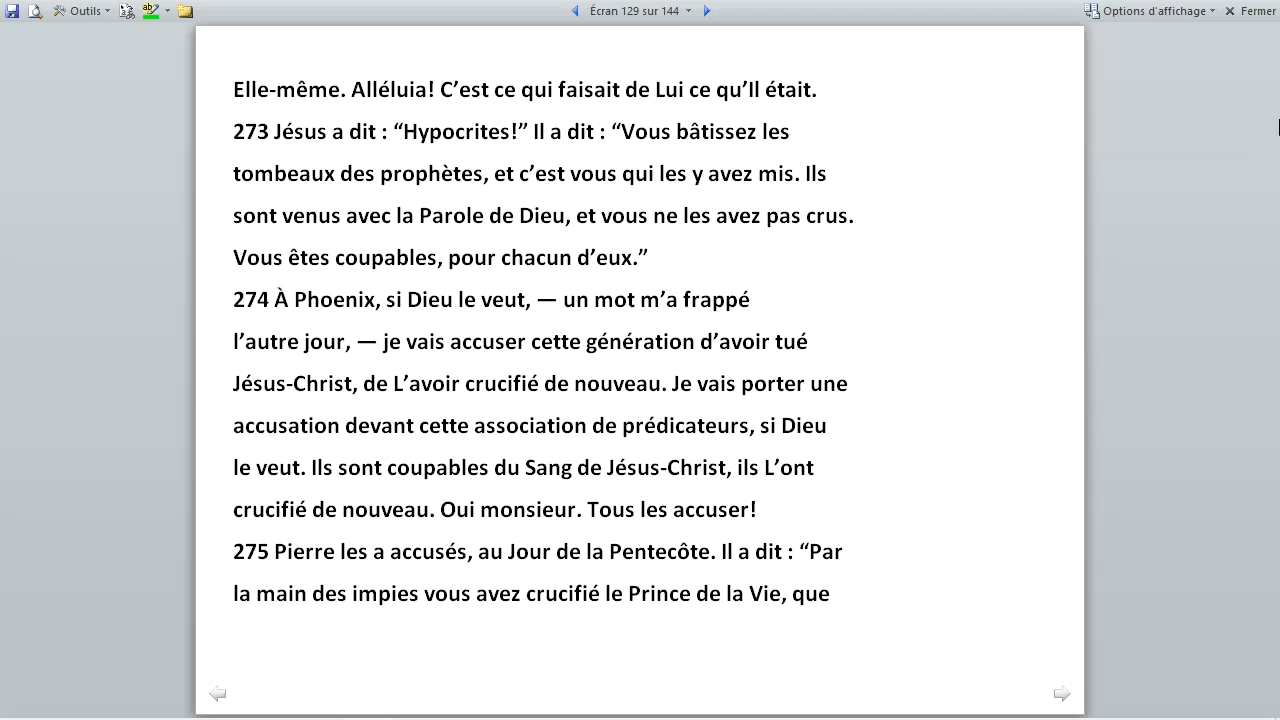 Outils
Écran 129 sur 144
Options d'affichage
Fermer
Elle-même. Alléluia! C’est ce qui faisait de Lui ce qu’Il était.
273 Jésus a dit : “Hypocrites!” Il a dit : “Vous bâtissez les
tombeaux des prophètes, et c’est vous qui les y avez mis. Ils
sont venus avec la Parole de Dieu, et vous ne les avez pas crus.
Vous êtes coupables, pour chacun d’eux.”
274 À Phoenix, si Dieu le veut, — un mot m’a frappé
l’autre jour, — je vais accuser cette génération d’avoir tué
Jésus-Christ, de L’avoir crucifié de nouveau. Je vais porter une
accusation devant cette association de prédicateurs, si Dieu
le veut. Ils sont coupables du Sang de Jésus-Christ, ils L’ont
crucifié de nouveau. Oui monsieur. Tous les accuser!
275 Pierre les a accusés, au Jour de la Pentecôte. Il a dit : “Par
la main des impies vous avez crucifié le Prince de la Vie, que